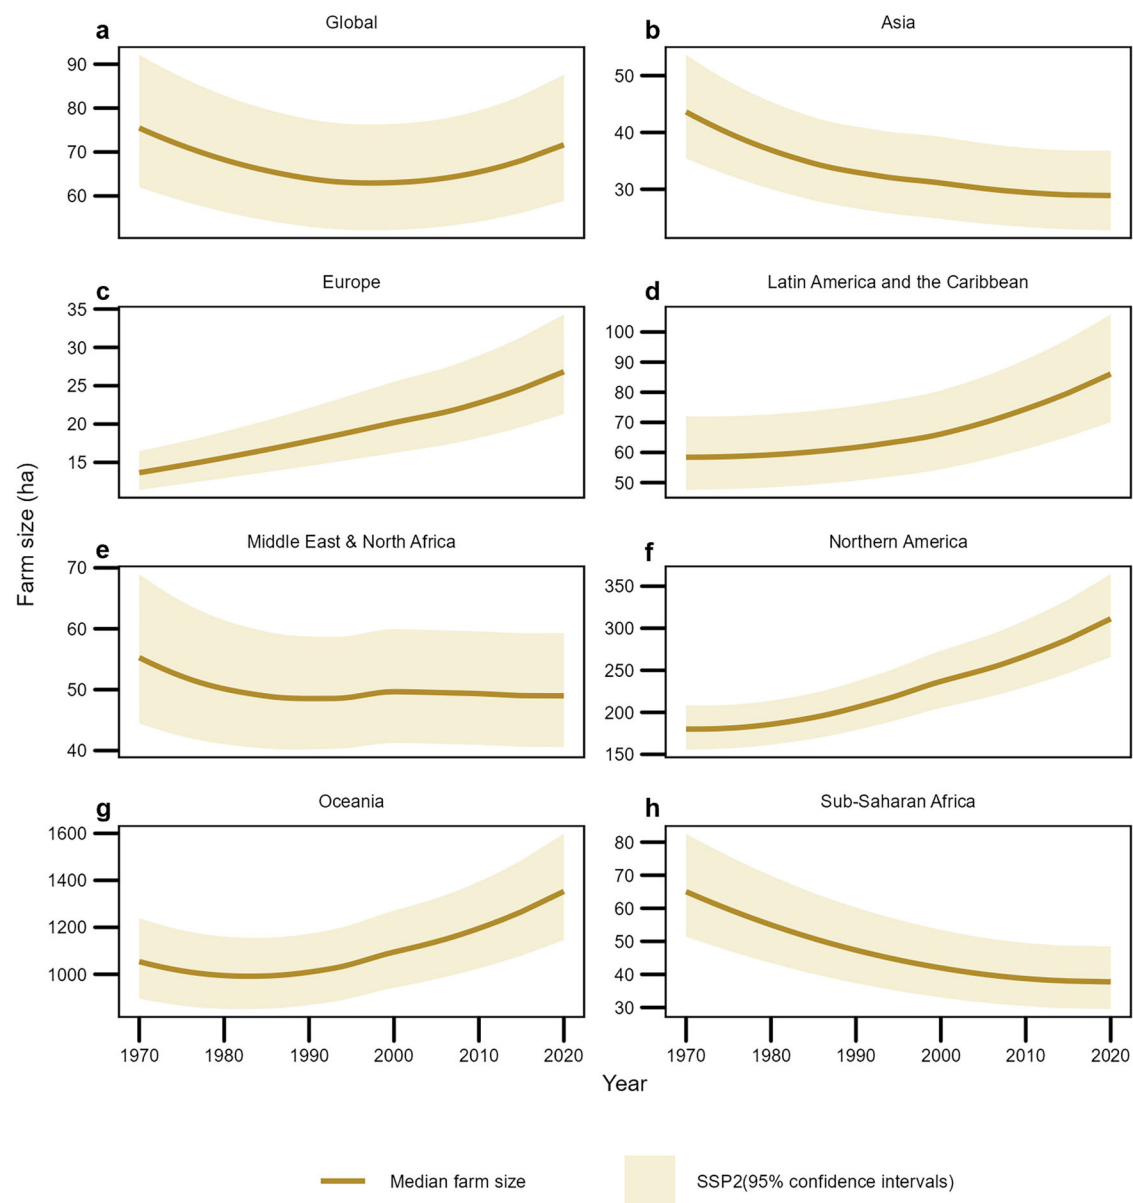 a Global
90
80
70
60
b Asia
50
40
30
c Europe
35
30
25
20
15
d Latin America and the Caribbean
100
90
80
70
60
50
e Middle East & North Africa
70
60
50
40
f Northern America
350
300
250
200
150
g Oceania
1600
1400
1200
1000
1970 1980 1990 2000 2010 2020
h Sub-Saharan Africa
80
70
60
50
40
30
1970 1980 1990 2000 2010 2020
Farm size (ha)
Year
Median farm size
SSP2(95% confidence intervals)